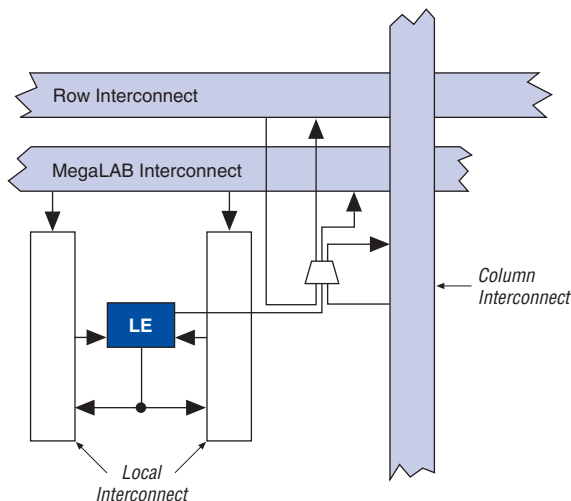 Row Interconnect
MegaLAB Interconnect
Column
Interconnect
LE
Local
Interconnect